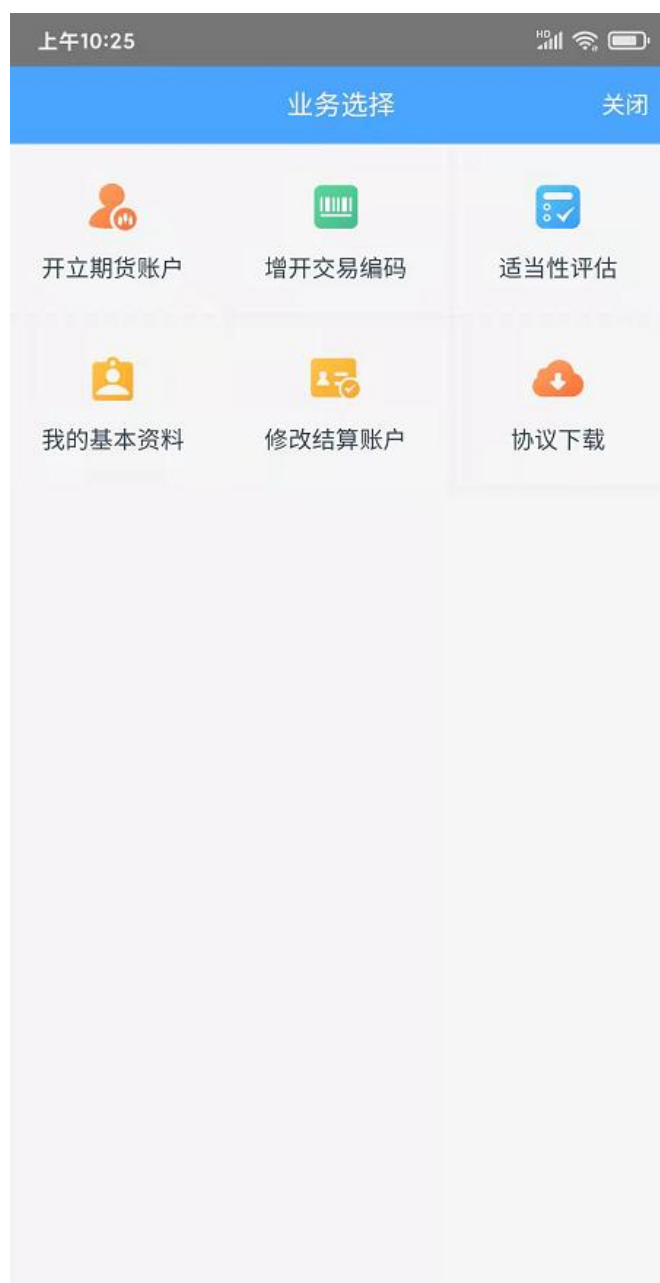 上午10:25
HD
业务选择
关闭
开立期货账户
增开交易编码
适当性评估
我的基本资料
修改结算账户
协议下载